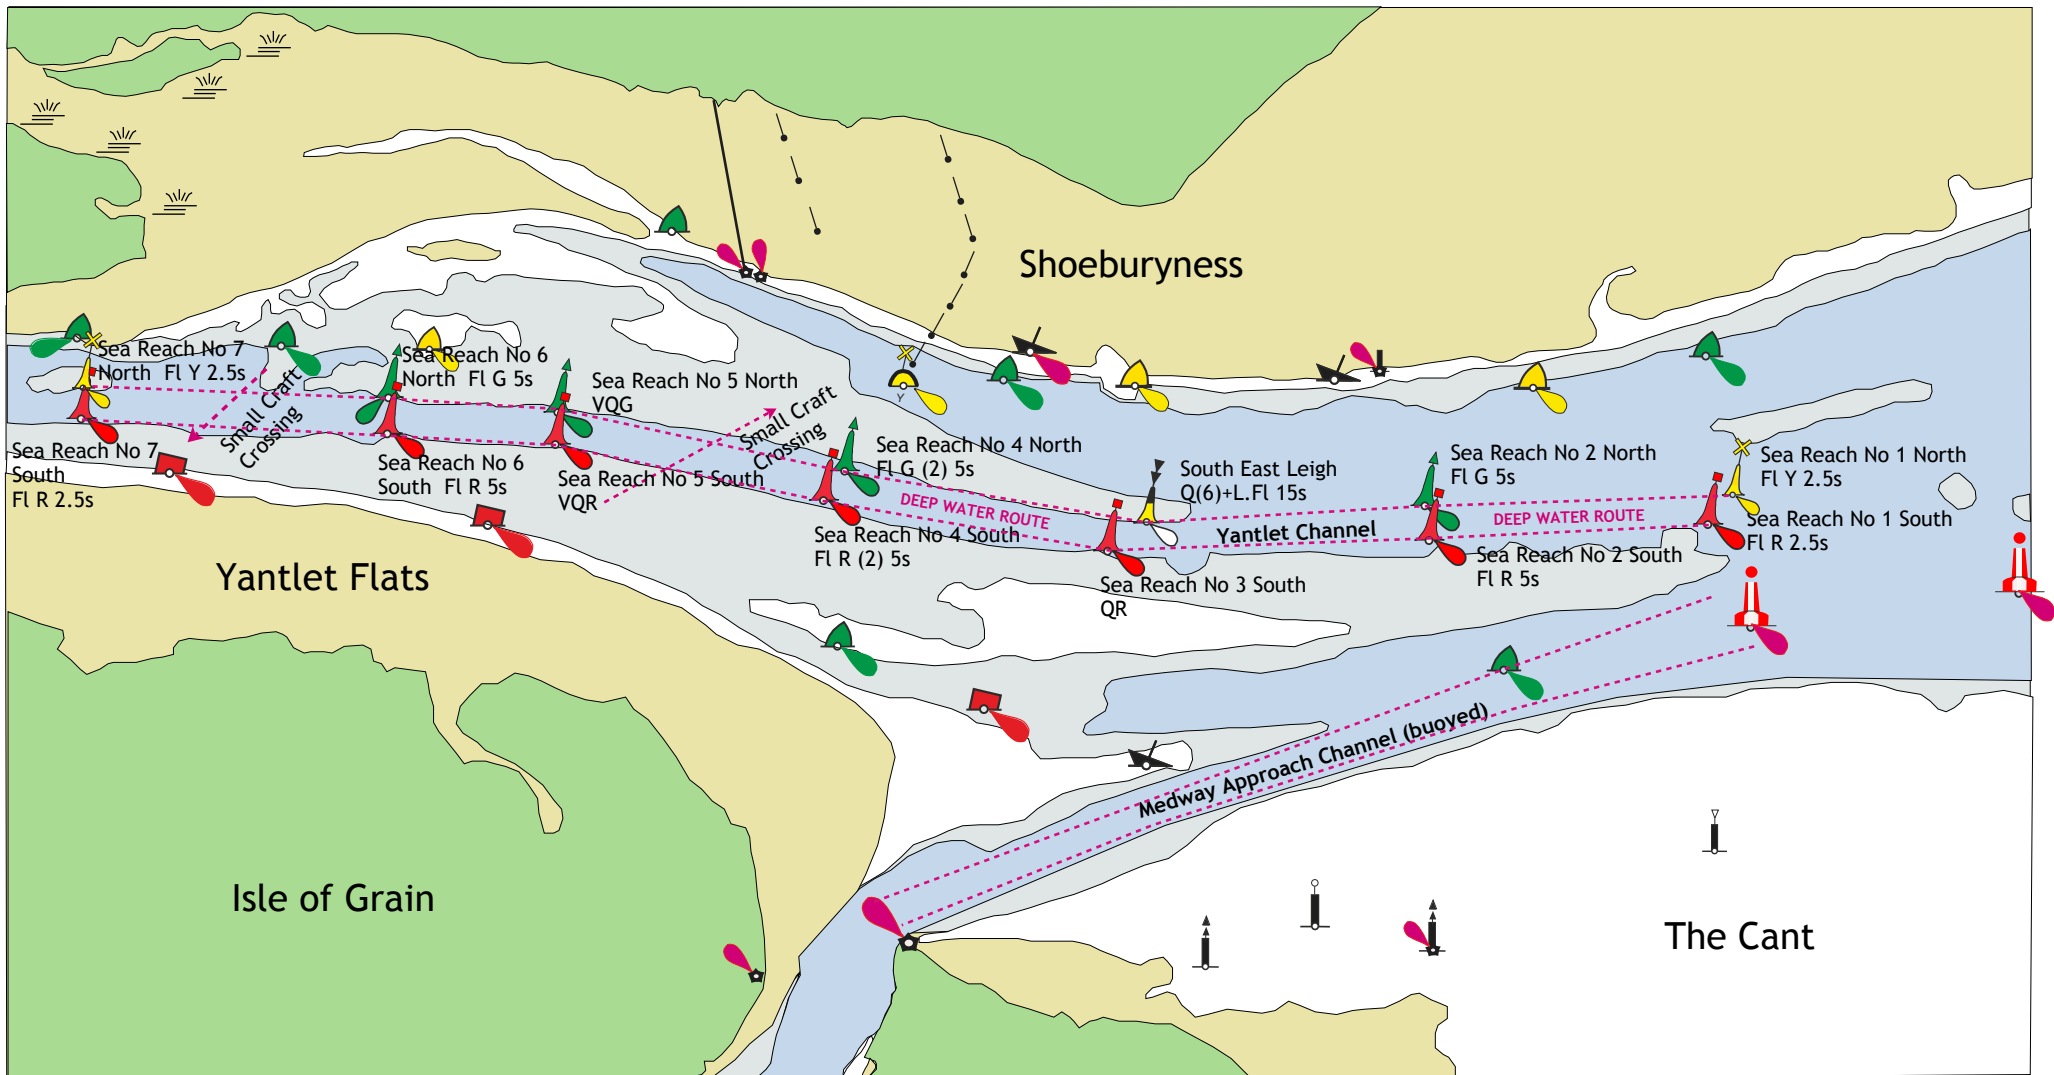 Shoeburyness
Sea Reach No 7
North  Fl Y 2.5s
Sea Reach No 6
North  Fl G 5s
Sea Reach No 5 North
VQG
Small Craft
Crossing
Small Craft
Crossing
Sea Reach No 7
South
Fl R 2.5s
Sea Reach No 6
South  Fl R 5s
Sea Reach No 5 South
VQR
Y
Sea Reach No 4 North
Fl G (2) 5s
DEEP WATER ROUTE
Sea Reach No 4 South
Fl R (2) 5s
South East Leigh
Q(6)+L.Fl 15s
Yantlet Channel
Sea Reach No 3 South
QR
Sea Reach No 2 North
Fl G 5s
DEEP WATER ROUTE
Sea Reach No 2 South
Fl R 5s
Sea Reach No 1 North
Fl Y 2.5s
Sea Reach No 1 South
Fl R 2.5s
Yantlet Flats
Medway Approach Channel (buoyed)
Isle of Grain
The Cant